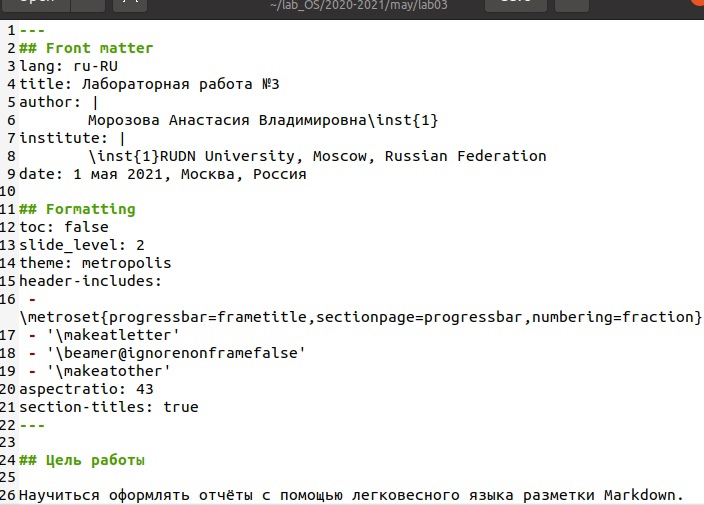 ~/lab_OS/2020-2021/may/lab03
1 ---
2 ## Front matter
3 lang: ru-RU
4 title: Лабораторная работа №3
5 author: |
6 Морозова Анастасия Владимировна\inst{1}
7 institute: |
8 \inst{1}RUDN University, Moscow, Russian Federation
9 date: 1 мая 2021, Москва, Россия
10
11 ## Formatting
12 toc: false
13 slide_level: 2
14 theme: metropolis
15 header-includes:
16 -
\metroset{progressbar=frametitle,sectionpage=progressbar,numbering=fraction}
17 - '\makeatletter'
18 - '\beamer@ignorenonframefalse'
19 - '\makeatother'
20 aspectratio: 43
21 section-titles: true
22 ---
23
24 ## Цель работы
25
26 Научиться оформлять отчёты с помощью легковесного языка разметки Markdown.